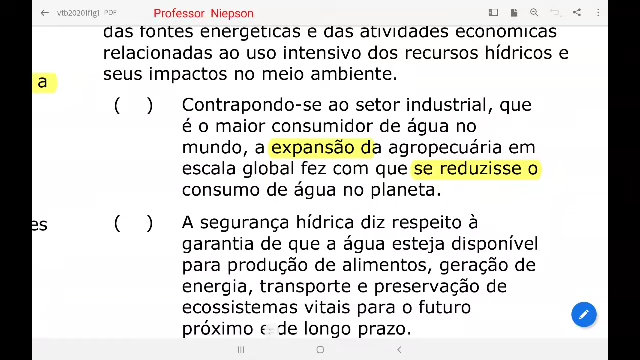 vtb2020lflg1 PDF
Professor Niepson
das fontes energéticas e das atividades econômicas
relacionadas ao uso intensivo dos recursos hídricos e
seus impactos no meio ambiente.
a
( ) Contrapondo-se ao setor industrial, que
é o maior consumidor de água no
mundo, a expansão da agropecuária em
escala global fez com que se reduzisse o
consumo de água no planeta.
es
( ) A segurança hídrica diz respeito à
garantia de que a água esteja disponível
para produção de alimentos, geração de
energia, transporte e preservação de
ecossistemas vitais para o futuro
próximo e de longo prazo.